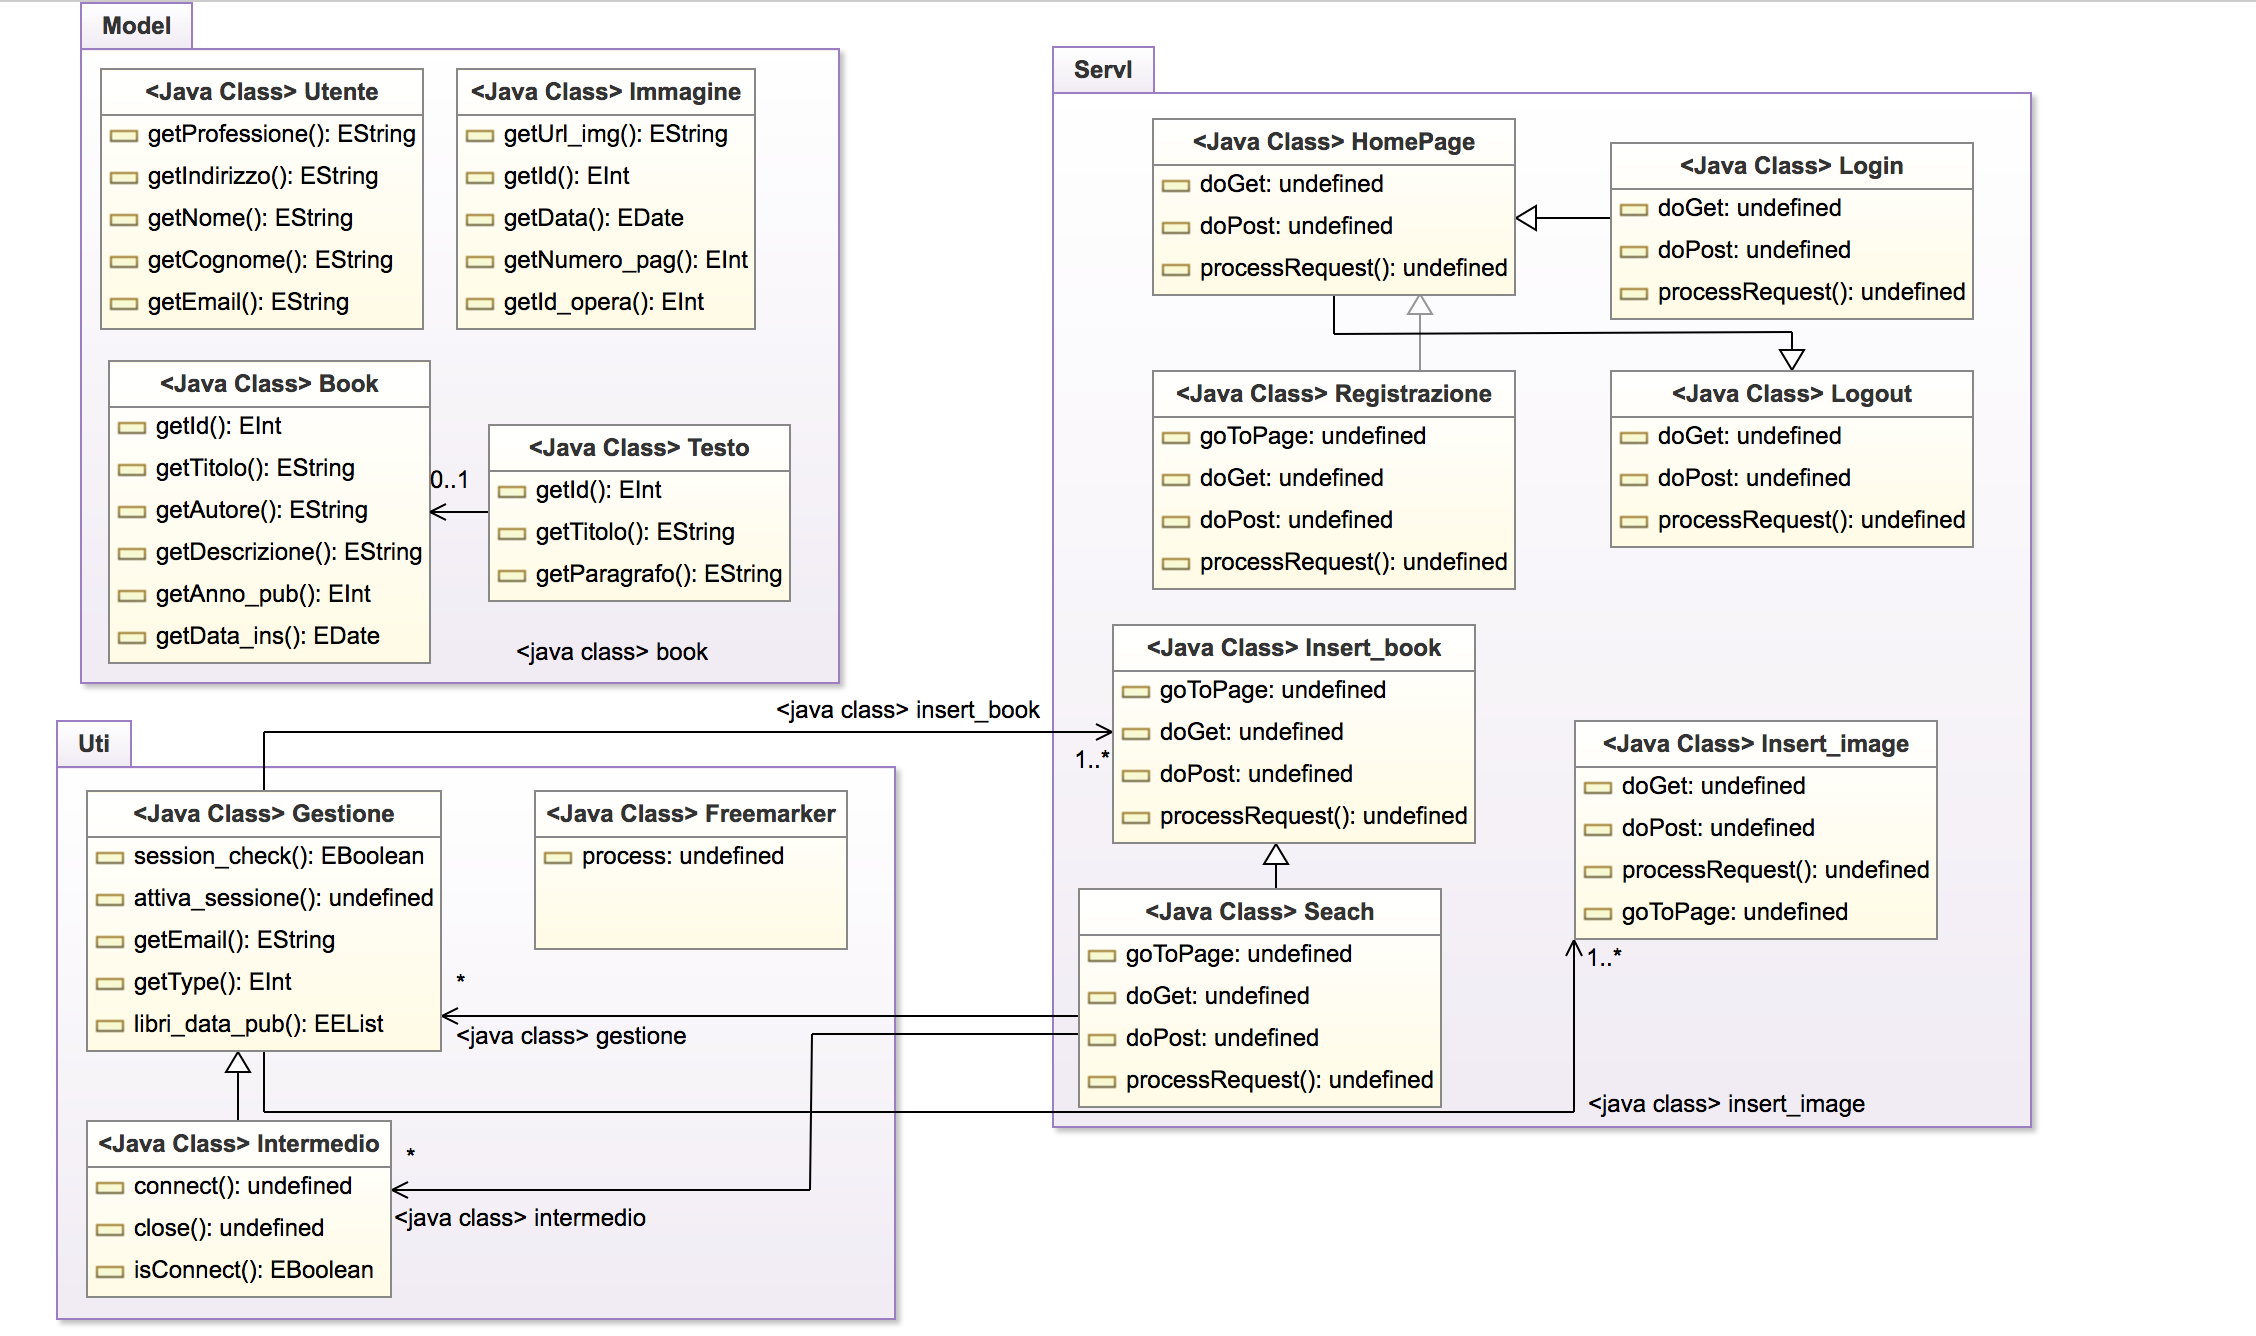 Model
<Java Class> Utente
getProfessione(): EString
getIndirizzo(): EString
getNome(): EString
getCognome(): EString
getEmail(): EString
<Java Class> Immagine
getUrl_img(): EString
getId(): EInt
getData(): EDate
getNumero_pag(): EInt
getId_opera(): EInt
<Java Class> Book
getId(): EInt
getTitolo(): EString
getAutore(): EString
getDescrizione(): EString
getAnno_pub(): EInt
getData_ins(): EDate
0..1
<Java Class> Testo
getId(): EInt
getTitolo(): EString
getParagrafo(): EString
<java class> book
Servl
<Java Class> HomePage
doGet: undefined
doPost: undefined
processRequest(): undefined
<Java Class> Login
doGet: undefined
doPost: undefined
processRequest(): undefined
<Java Class> Registrazione
goToPage: undefined
doGet: undefined
doPost: undefined
processRequest(): undefined
<Java Class> Logout
doGet: undefined
doPost: undefined
processRequest(): undefined
<java class> insert_book
1..*
<Java Class> Insert_book
goToPage: undefined
doGet: undefined
doPost: undefined
processRequest(): undefined
<Java Class> Insert_image
doGet: undefined
doPost: undefined
processRequest(): undefined
goToPage: undefined
1..*
<java class> insert_image
<Java Class> Seach
goToPage: undefined
doGet: undefined
doPost: undefined
processRequest(): undefined
Uti
<Java Class> Gestione
session_check(): EBoolean
attiva_sessione(): undefined
getEmail(): EString
getType(): EInt
libri_data_pub(): EEList
<Java Class> Freemarker
process: undefined
*
<java class> gestione
<Java Class> Intermedio
connect(): undefined
close(): undefined
isConnect(): EBoolean
*
<java class> intermedio